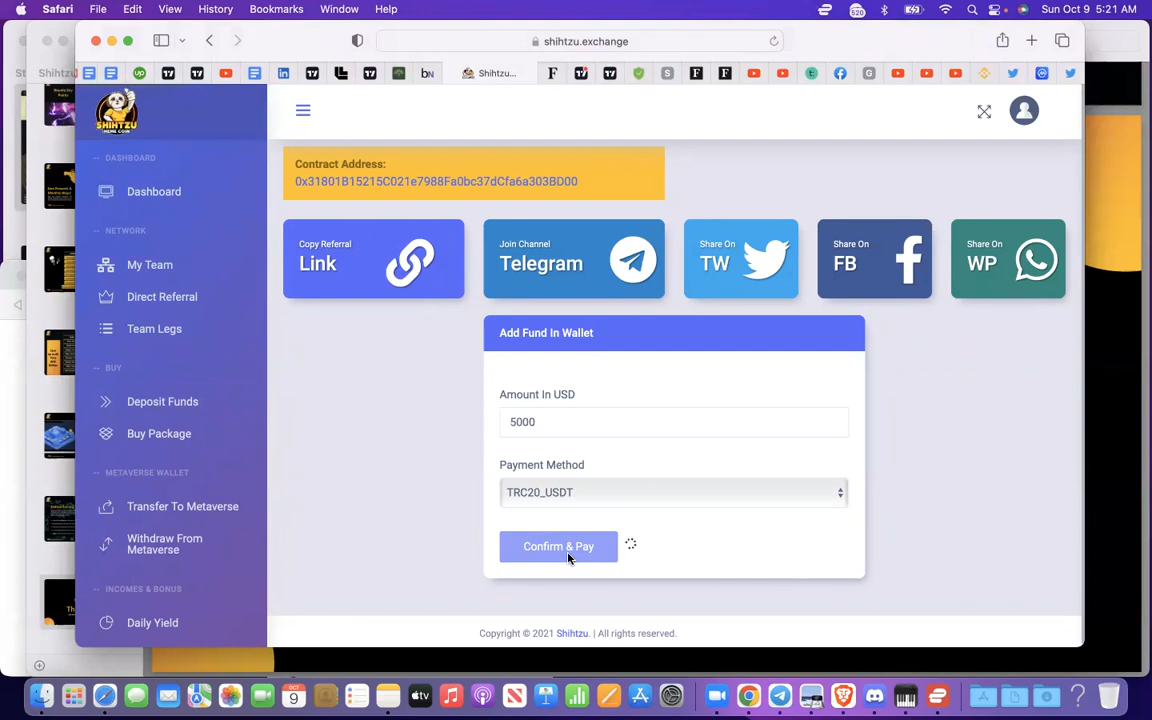 Safari File Edit View History Bookmarks Window Help
520
Sun Oct 9 5:21 AM
shihtzu.exchange
Shihtzu...
SHIHTZU
MEME COIN
-- DASHBOARD
Dashboard
-- NETWORK
My Team
Direct Referral
Team Legs
-- BUY
Deposit Funds
Buy Package
-- METAVERSE WALLET
Transfer To Metaverse
Withdraw From
Metaverse
-- INCOMES & BONUS
Daily Yield
Contract Address:
0x31801B15215C021e7988Fa0bc37dCfa6a303BD00
Copy Referral
Link
Join Channel
Telegram
Share On
TW
Share On
FB
Share On
WP
Add Fund In Wallet
Amount In USD
5000
Payment Method
TRC20_USDT
Confirm & Pay
Copyright © 2021 Shihtzu. | All rights reserved.